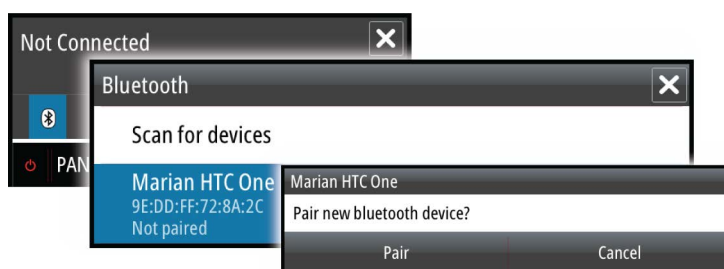 Not Connected
Bluetooth
Scan for devices
PAN
Marian HTC One
9E:DD:FF:72:8A:2C
Not paired
Marian HTC One
Pair new bluetooth device?
Pair Cancel